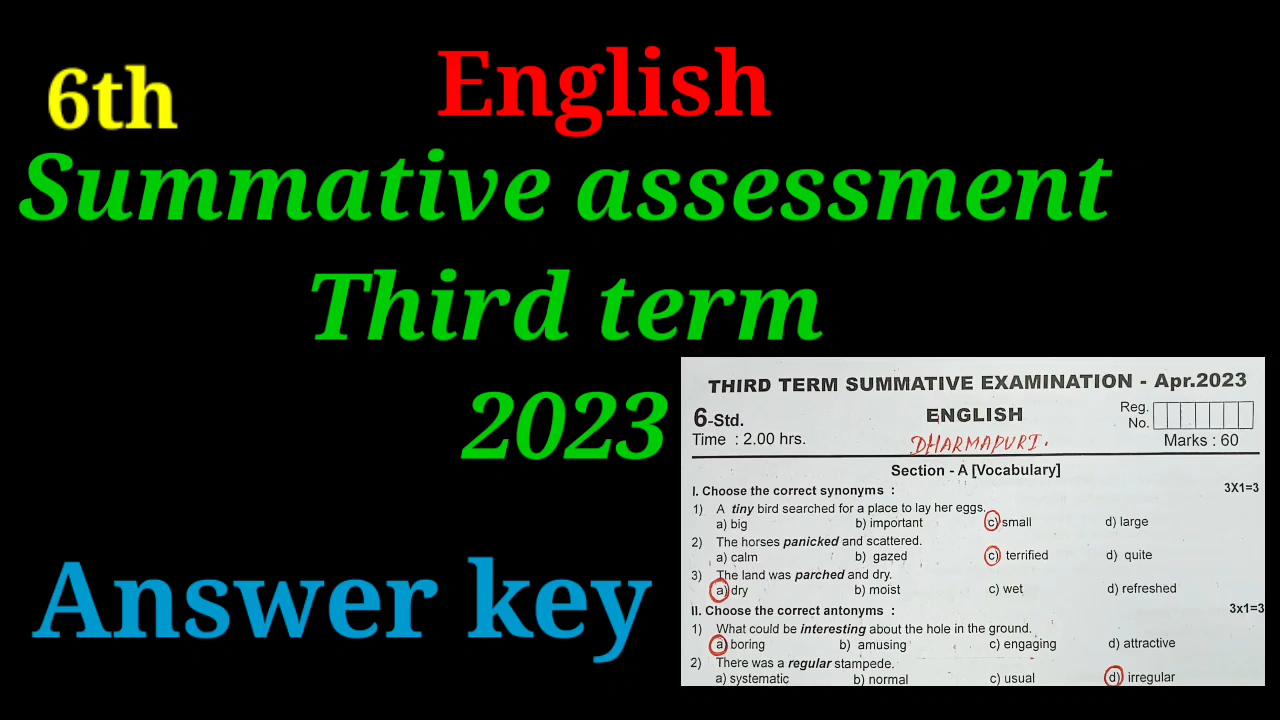 6th English
Summative assessment
Third term
2023
Answer key
THIRD TERM SUMMATIVE EXAMINATION - Apr.2023
6-Std. ENGLISH Reg. No.
Time : 2.00 hrs. DHARMAPURI. Marks : 60
Section - A [Vocabulary]
I. Choose the correct synonyms : 3X1=3
1) A tiny bird searched for a place to lay her eggs.
a) big b) important c) small d) large
2) The horses panicked and scattered.
a) calm b) gazed c) terrified d) quite
3) The land was parched and dry.
a) dry b) moist c) wet d) refreshed
II. Choose the correct antonyms : 3x1=3
1) What could be interesting about the hole in the ground.
a) boring b) amusing c) engaging d) attractive
2) There was a regular stampede.
a) systematic b) normal c) usual d) irregular